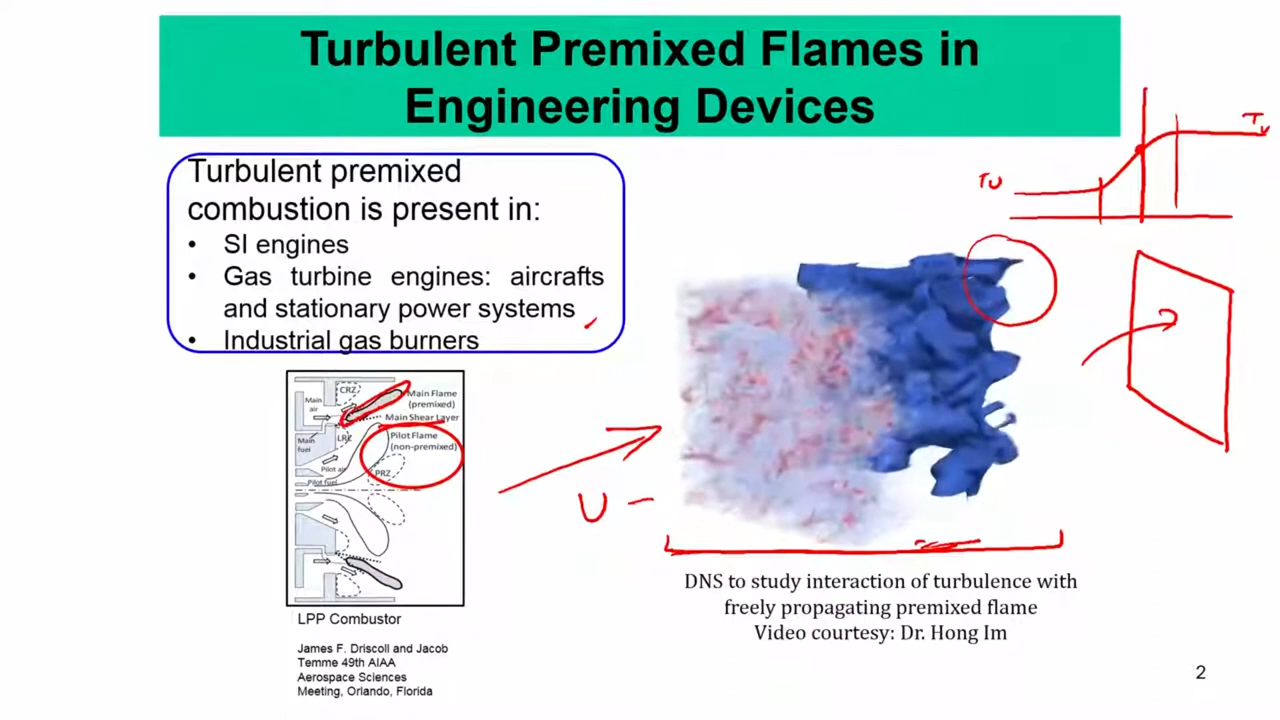 Turbulent Premixed Flames in
Engineering Devices
Turbulent premixed
combustion is present in:
• SI engines
• Gas turbine engines: aircrafts
and stationary power systems
• Industrial gas burners
CRZ
Main
air
Main Flame
(premixed)
Main Shear Layer
Main
fuel
LRZ
Pilot Flame
(non-premixed)
Pilot air
PRZ
Pilot fuel
LPP Combustor
James F. Driscoll and Jacob
Temme 49th AIAA
Aerospace Sciences
Meeting, Orlando, Florida
U
TU
DNS to study interaction of turbulence with
freely propagating premixed flame
Video courtesy: Dr. Hong Im
2